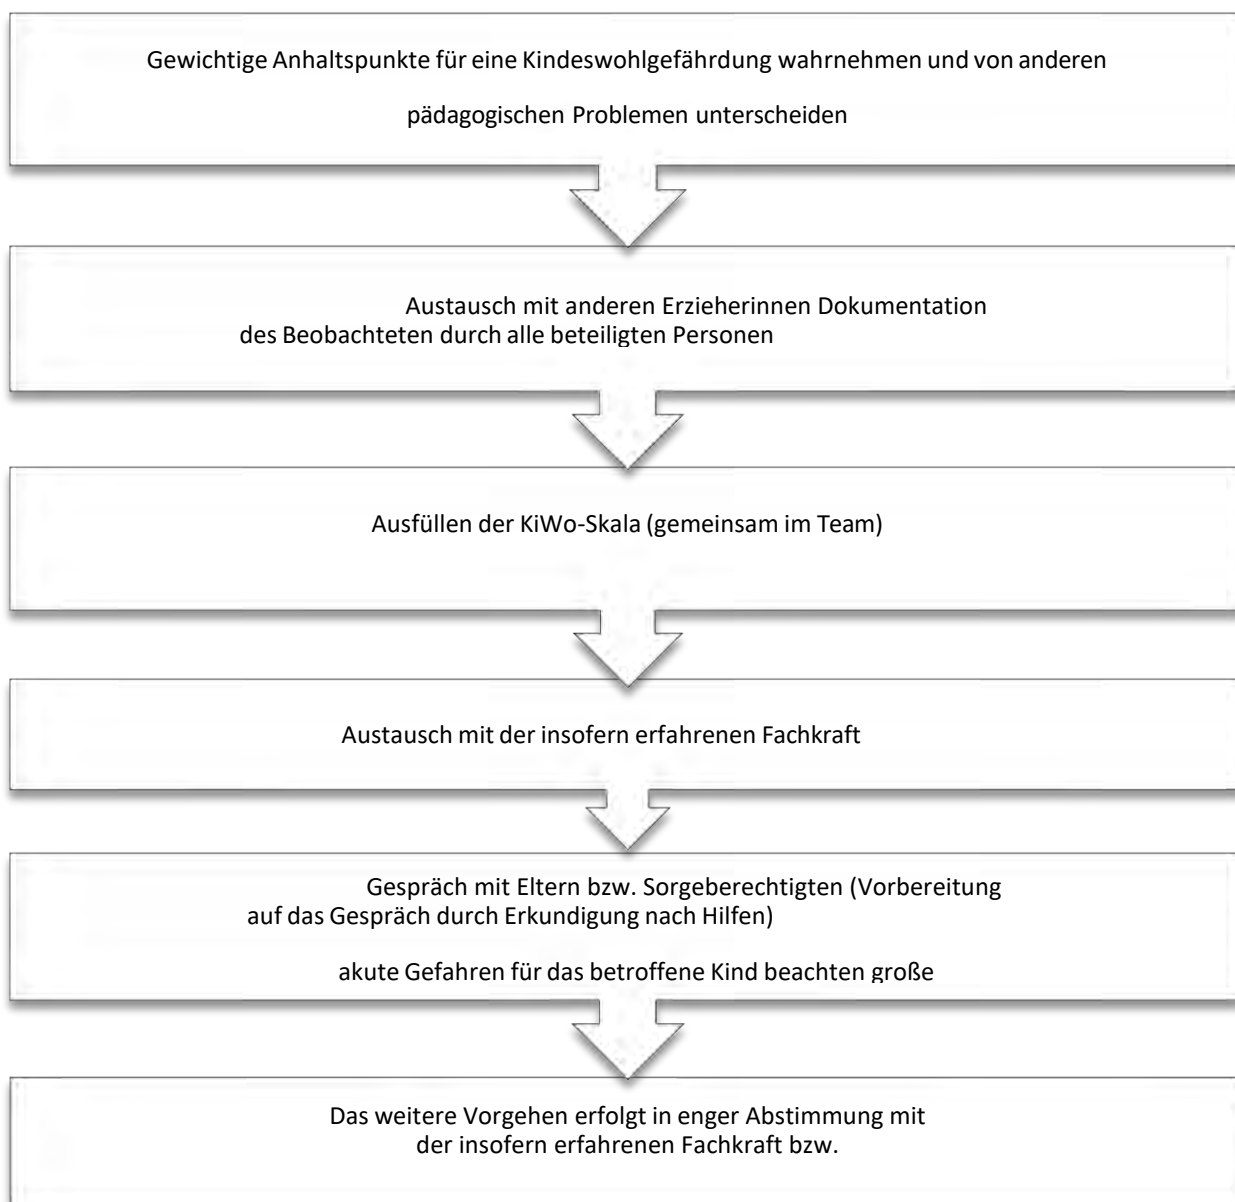 Gewichtige Anhaltspunkte für eine Kindeswohlgefährdung wahrnehmen und von anderen
pädagogischen Problemen unterscheiden
Austausch mit anderen Erzieherinnen Dokumentation
des Beobachteten durch alle beteiligten Personen
Ausfüllen der KiWo-Skala (gemeinsam im Team)
Austausch mit der insofern erfahrenen Fachkraft
Gespräch mit Eltern bzw. Sorgeberechtigten (Vorbereitung
auf das Gespräch durch Erkundigung nach Hilfen)
akute Gefahren für das betroffene Kind beachten große
Das weitere Vorgehen erfolgt in enger Abstimmung mit
der insofern erfahrenen Fachkraft bzw.